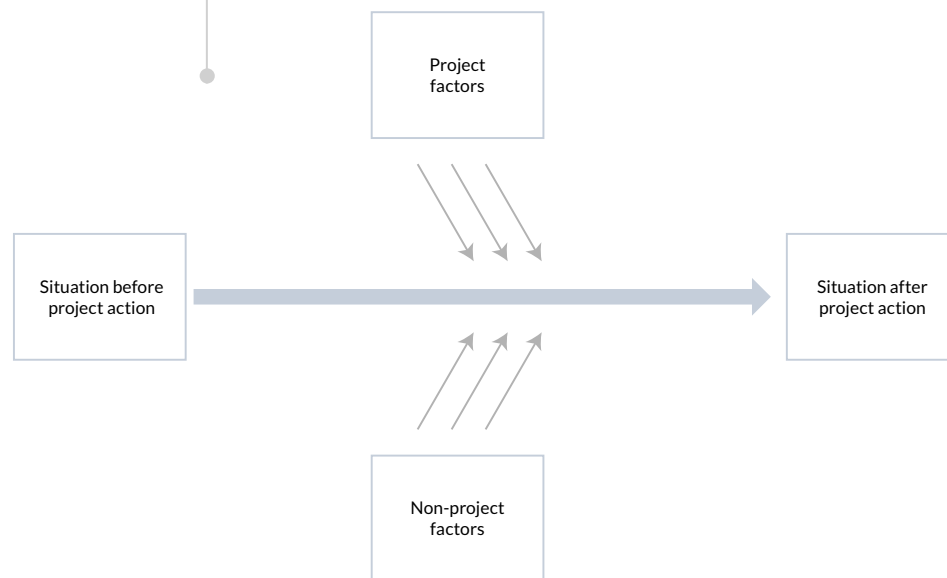 Project
factors
Situation before
project action
Situation after
project action
Non-project
factors